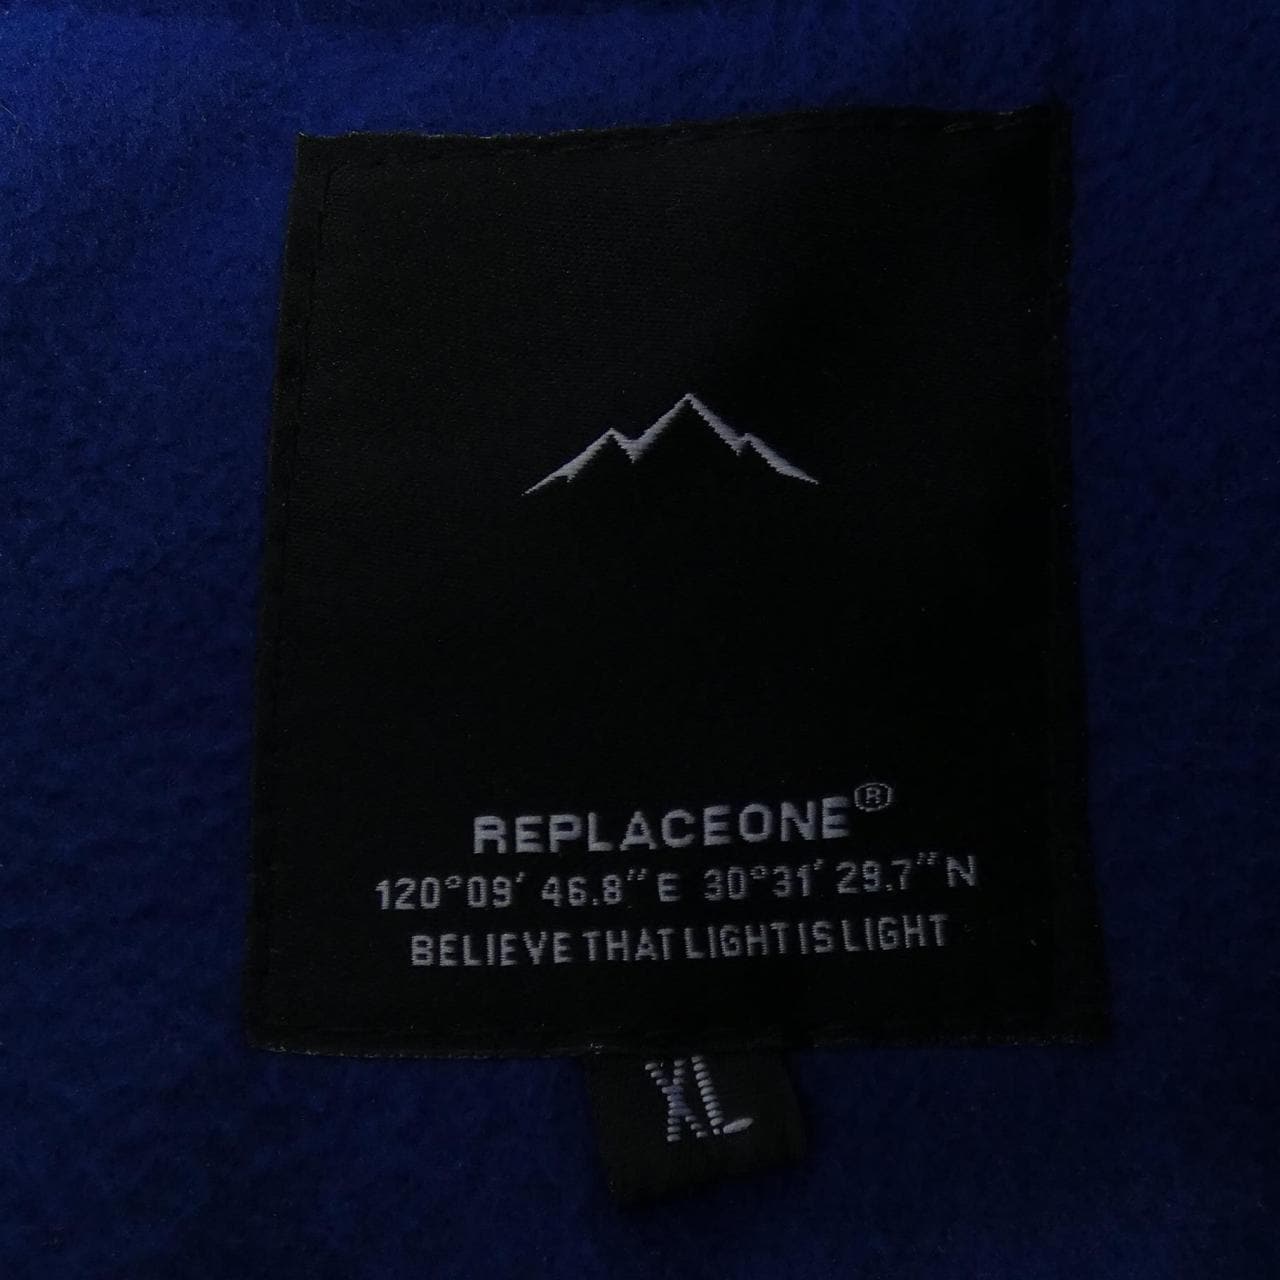 REPLACEONE®
120°09′ 46.8″E 30°31′ 29.7″N
BELIEVE THAT LIGHT IS LIGHT
XL